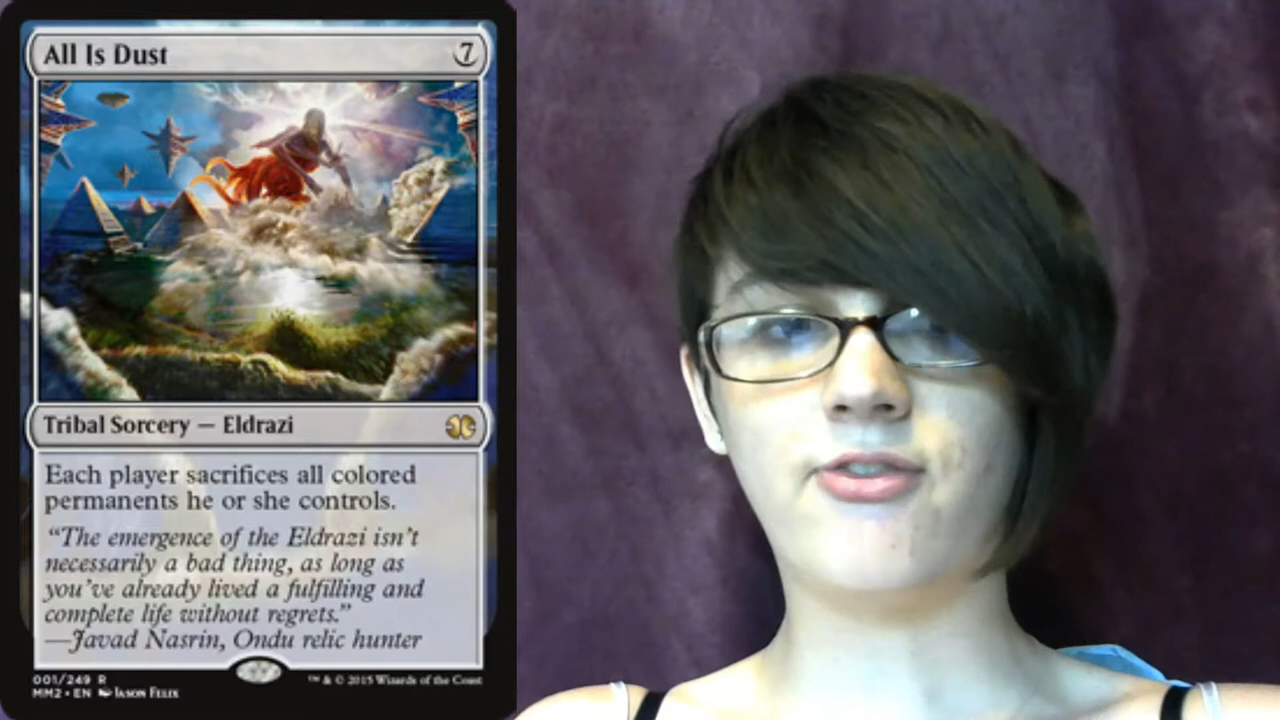 All Is Dust 7
Tribal Sorcery — Eldrazi
Each player sacrifices all colored
permanents he or she controls.
“The emergence of the Eldrazi isn’t
necessarily a bad thing, as long as
you’ve already lived a fulfilling and
complete life without regrets.”
—Javad Nasrin, Ondu relic hunter
001/249 R
MM2 • EN Jason Felix
™ & © 2015 Wizards of the Coast